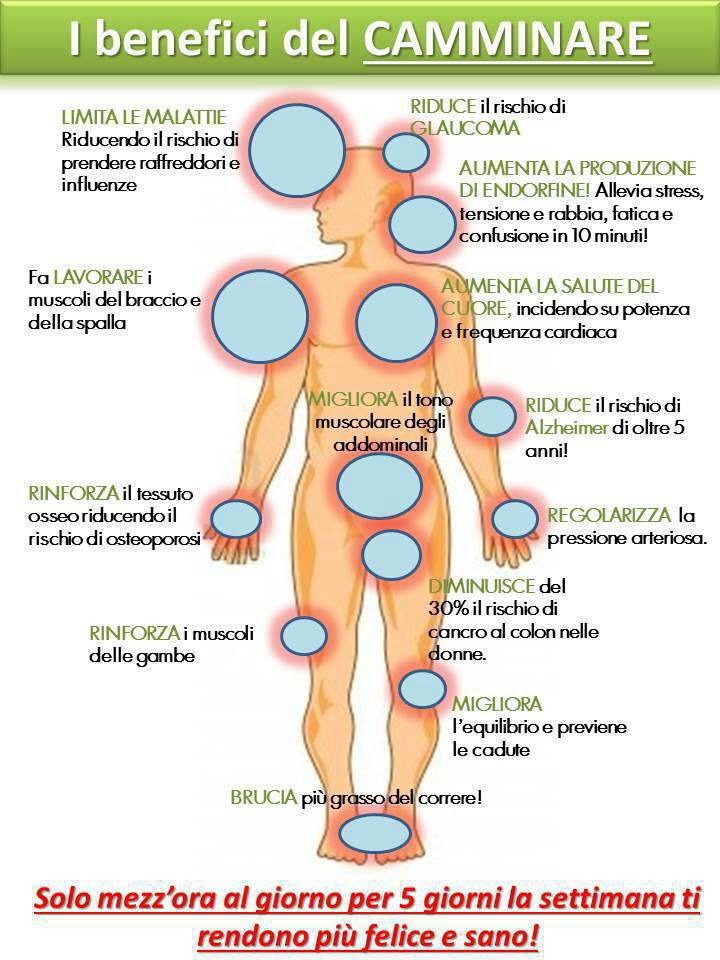 I benefici del CAMMINARE
LIMITA LE MALATTIE
Riducendo il rischio di
prendere raffreddori e
influenze
RIDUCE il rischio di
GLAUCOMA
AUMENTA LA PRODUZIONE
DI ENDORFINE! Allevia stress,
tensione e rabbia, fatica e
confusione in 10 minuti!
Fa LAVORARE i
muscoli del braccio e
della spalla
AUMENTA LA SALUTE DEL
CUORE, incidendo su potenza
e frequenza cardiaca
MIGLIORA il tono
muscolare degli
addominali
RIDUCE il rischio di
Alzheimer di oltre 5
anni!
RINFORZA il tessuto
osseo riducendo il
rischio di osteoporosi
REGOLARIZZA la
pressione arteriosa.
DIMINUISCE del
30% il rischio di
cancro al colon nelle
donne.
RINFORZA i muscoli
delle gambe
MIGLIORA
l'equilibrio e previene
le cadute
BRUCIA più grasso del correre!
Solo mezz'ora al giorno per 5 giorni la settimana ti
rendono più felice e sano!